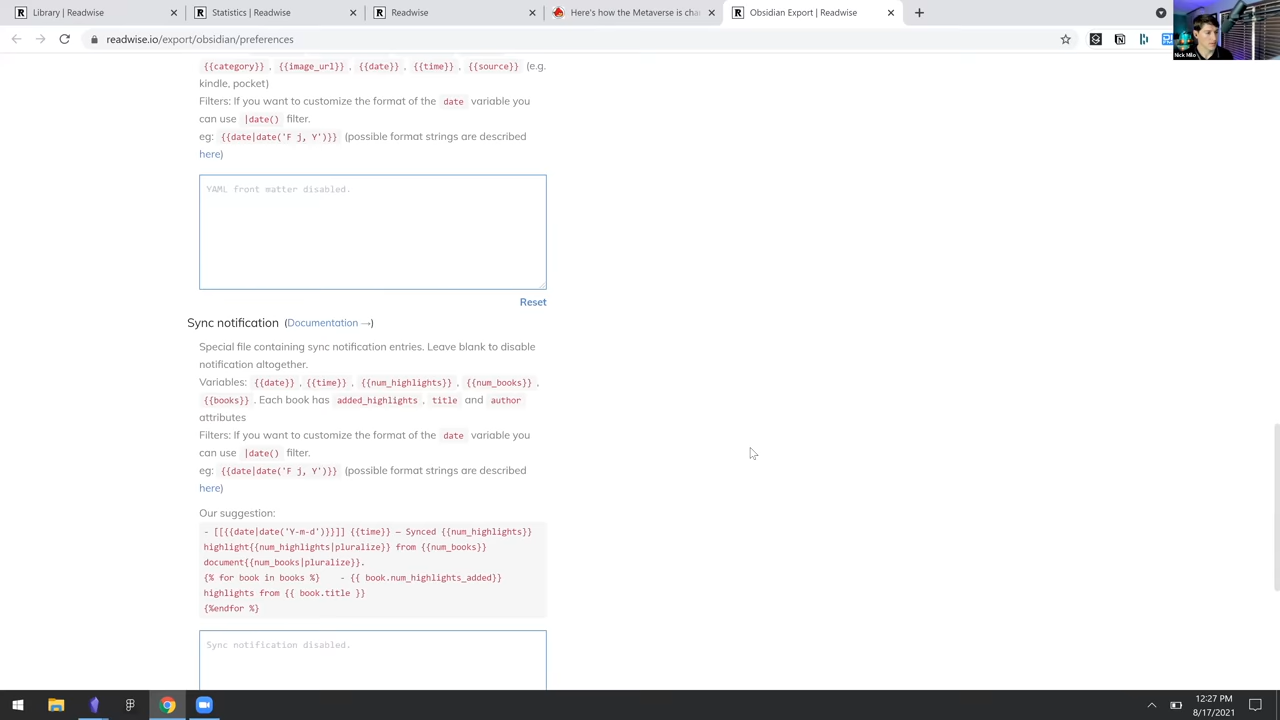 Library | Readwise
Statistics | Readwise
Readwise
Here's how the Metaverse is cha
Obsidian Export | Readwise
readwise.io/export/obsidian/preferences
Nick Milo
{{category}} , {{image_url}} , {{date}} , {{time}} , {{source}} (e.g.
kindle, pocket)
Filters: If you want to customize the format of the date variable you
can use |date() filter.
eg: {{date|date('F j, Y')}} (possible format strings are described
here)
YAML front matter disabled.
Reset
Sync notification (Documentation →)
Special file containing sync notification entries. Leave blank to disable
notification altogether.
Variables: {{date}} , {{time}} , {{num_highlights}} , {{num_books}} ,
{{books}} . Each book has added_highlights , title and author
attributes
Filters: If you want to customize the format of the date variable you
can use |date() filter.
eg: {{date|date('F j, Y')}} (possible format strings are described
here)
Our suggestion:
- [[{{date|date('Y-m-d')}}]] {{time}} — Synced {{num_highlights}}
highlight{{num_highlights|pluralize}} from {{num_books}}
document{{num_books|pluralize}}.
{% for book in books %} - {{ book.num_highlights_added}}
highlights from {{ book.title }}
{%endfor %}
Sync notification disabled.
12:27 PM
8/17/2021